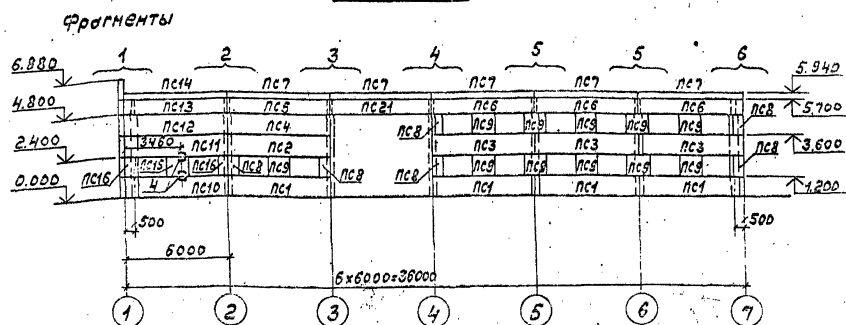 Фрагменты
1 2 3 4 5 5 6
6.880 5.940
пс14 пс7 пс7 пс7 пс7 пс7
4.800 пс13 пс5 пс21 пс6 пс6 пс6 5,700
пс12 пс4 пс8 пс9 пс9 пс9 пс9 пс9 пс8
2.400 3460 пс11 пс2 пс3 пс3 пс3 3,600
пс16 пс15 пс16 пс8 пс9 пс8 пс8 пс9 пс8 пс9 пс9 пс9 пс8
0.000 4 пс10 пс1 пс1 пс1 пс1 1.200
500 500
6000
6×6000=36000
1 2 3 4 5 6 7